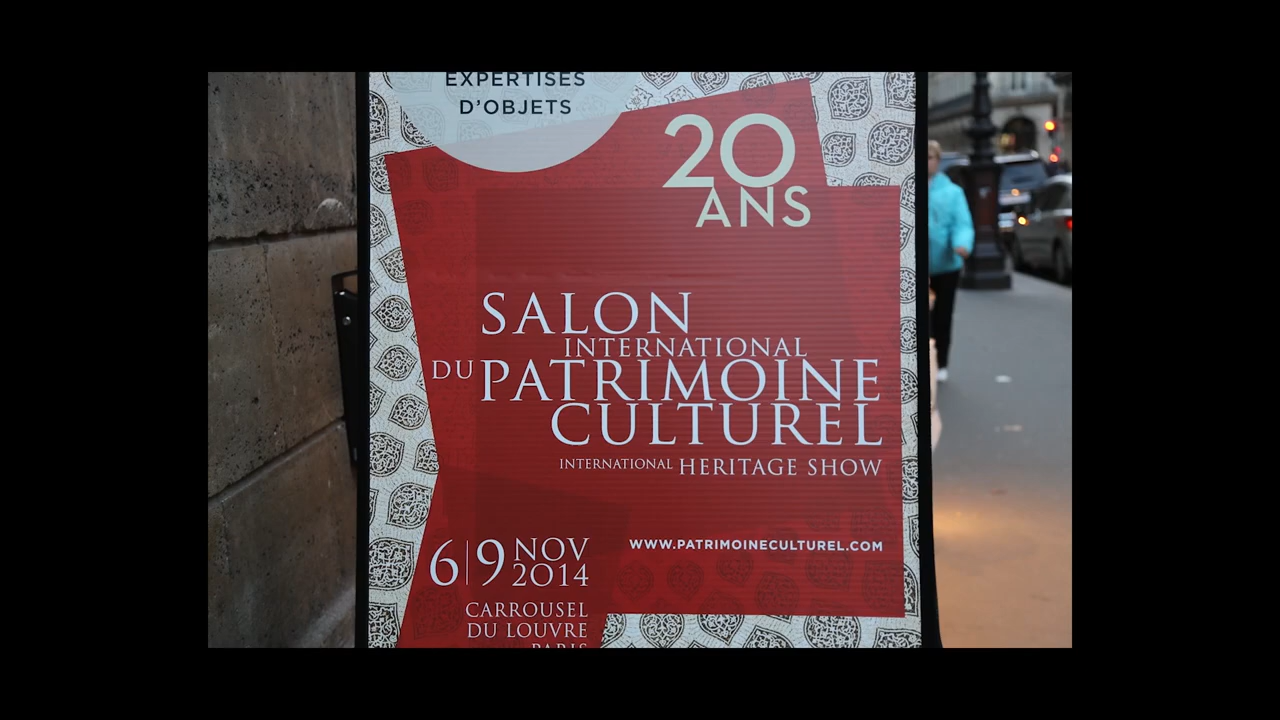 EXPERTISES
D'OBJETS
20
ANS
SALON
INTERNATIONAL
DU PATRIMOINE
CULTUREL
INTERNATIONAL HERITAGE SHOW
WWW.PATRIMOINECULTUREL.COM
6|9 NOV
2014
CARROUSEL
DU LOUVRE
PARIS